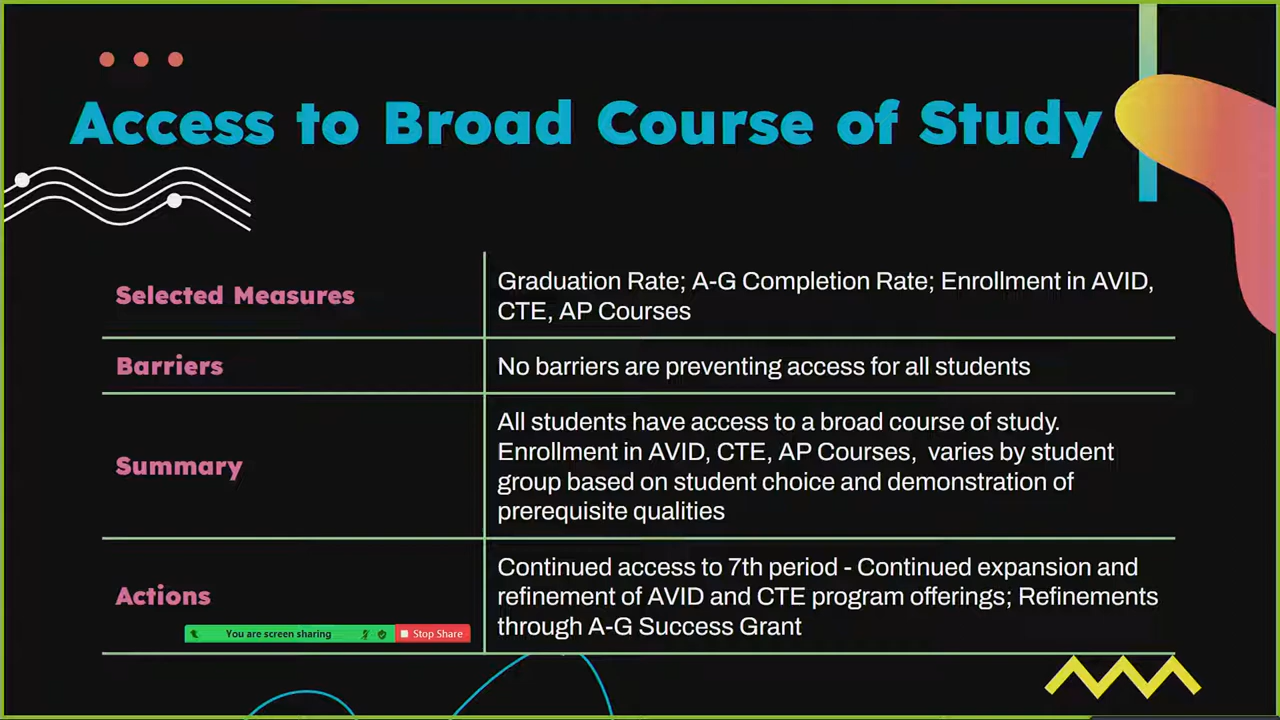 Access to Broad Course of Study
Selected Measures
Graduation Rate; A-G Completion Rate; Enrollment in AVID,
CTE, AP Courses
Barriers
No barriers are preventing access for all students
Summary
All students have access to a broad course of study.
Enrollment in AVID, CTE, AP Courses,  varies by student
group based on student choice and demonstration of
prerequisite qualities
Actions
Continued access to 7th period - Continued expansion and
refinement of AVID and CTE program offerings; Refinements
through A-G Success Grant
You are screen sharing
Stop Share